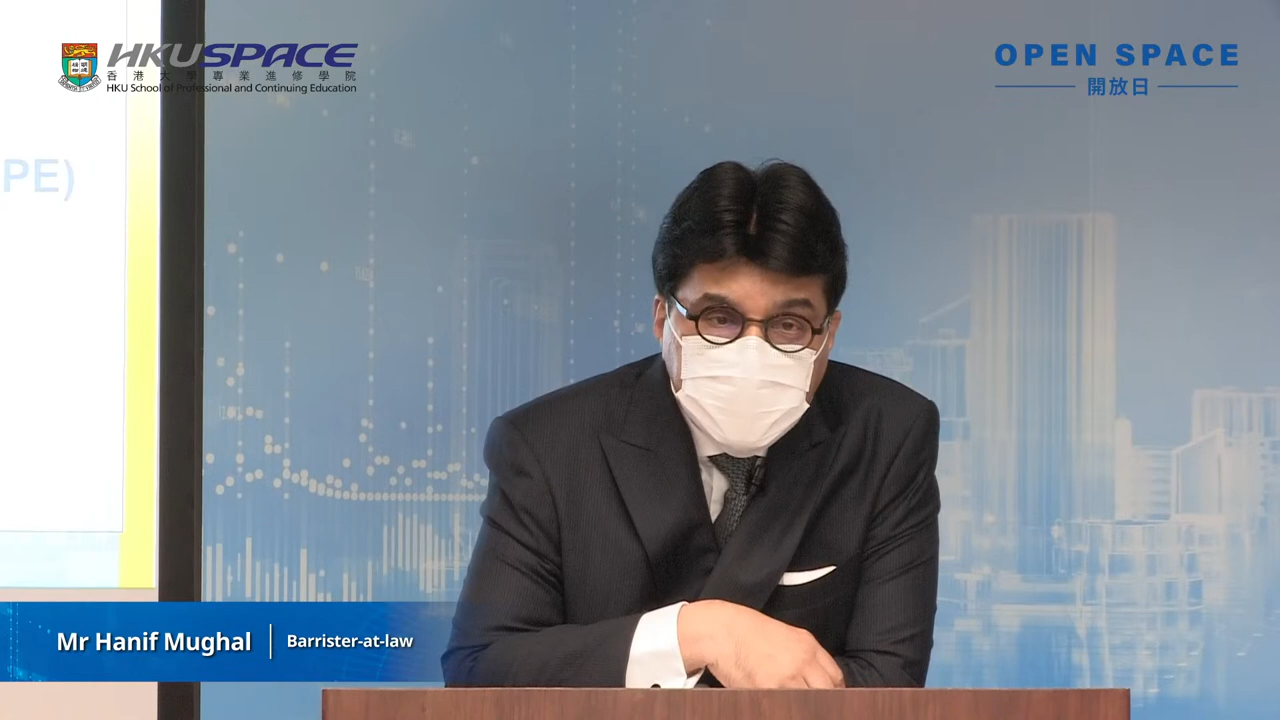 HKUSPACE
香港大學專業進修學院
HKU School of Professional and Continuing Education
OPEN SPACE
開放日
PE)
Mr Hanif Mughal
Barrister-at-law